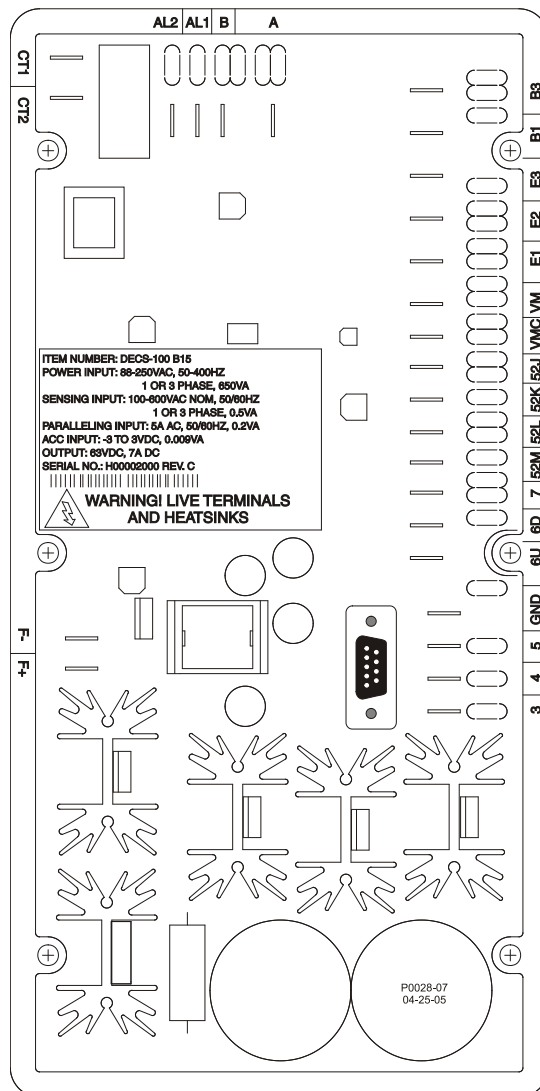 AL2 AL1 B A
CT1
CT2
B3
B1
E3
E2
E1
VM
VMC
52J
52K
52L
52M
7
6D
6U
GND
5
4
3
ITEM NUMBER: DECS-100 B15
POWER INPUT: 88-250VAC, 50-400HZ
1 OR 3 PHASE, 650VA
SENSING INPUT: 100-600VAC NOM, 50/60HZ
1 OR 3 PHASE, 0.5VA
PARALLELING INPUT: 5A AC, 50/60HZ, 0.2VA
ACC INPUT: -3 TO 3VDC, 0.009VA
OUTPUT: 63VDC, 7A DC
SERIAL NO.: H00002000 REV. C
WARNING! LIVE TERMINALS
AND HEATSINKS
F-
F+
P0028-07
04-25-05